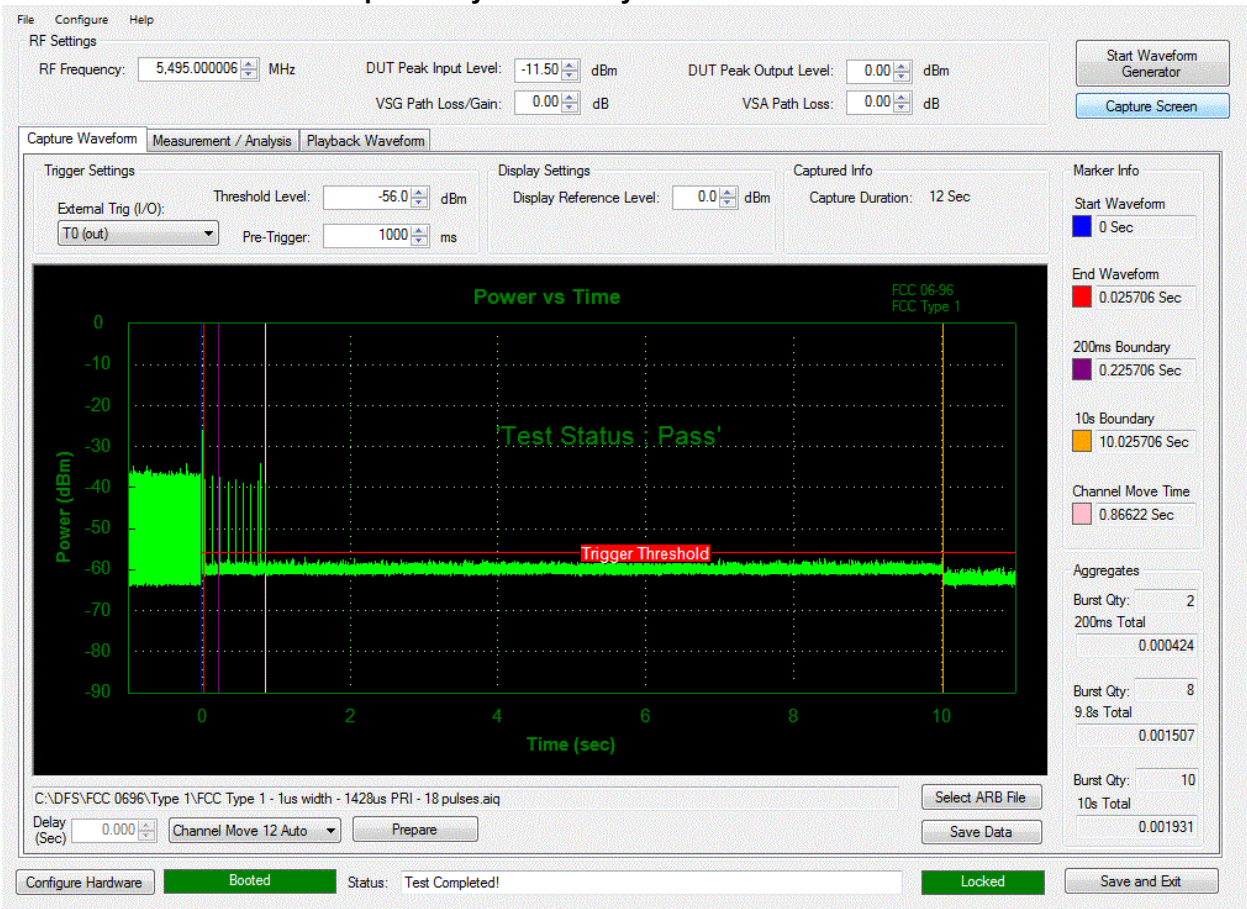 File Configure Help
RF Settings
RF Frequency: 5,495.000006 MHz DUT Peak Input Level: -11.50 dBm DUT Peak Output Level: 0.00 dBm
VSG Path Loss/Gain: 0.00 dB VSA Path Loss: 0.00 dB
Start Waveform
Generator
Capture Screen
Capture Waveform Measurement / Analysis Playback Waveform
Trigger Settings
External Trig (I/O):
T0 (out)
Threshold Level: -56.0 dBm
Pre-Trigger: 1000 ms
Display Settings
Display Reference Level: 0.0 dBm
Captured Info
Capture Duration: 12 Sec
Marker Info
Start Waveform
0 Sec
End Waveform
0.025706 Sec
200ms Boundary
0.225706 Sec
10s Boundary
10.025706 Sec
Channel Move Time
0.86622 Sec
Power vs Time
FCC 06-96
FCC Type 1
0
-10
-20
-30
-40
-50
-60
-70
-80
-90
Power (dBm)
'Test Status : Pass'
Trigger Threshold
0 2 4 6 8 10
Time (sec)
Aggregates
Burst Qty: 2
200ms Total
0.000424
Burst Qty: 8
9.8s Total
0.001507
Burst Qty: 10
10s Total
0.001931
C:\DFS\FCC 0696\Type 1\FCC Type 1 - 1us width - 1428us PRI - 18 pulses.aiq
Select ARB File
Delay
(Sec) 0.000 Channel Move 12 Auto Prepare
Save Data
Configure Hardware Booted Status: Test Completed! Locked Save and Exit